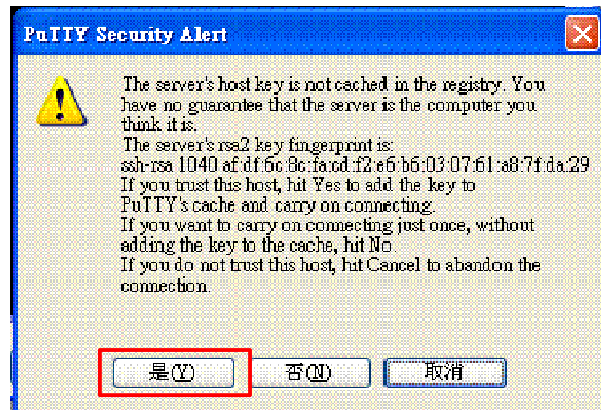 PuTTY Security Alert
The server's host key is not cached in the registry. You
have no guarantee that the server is the computer you
think it is.
The server's rsa2 key fingerprint is:
ssh-rsa 1040 af:df:6c:8c:fa:cd:f2:e6:b6:03:07:61:a8:7f:da:29
If you trust this host, hit Yes to add the key to
PuTTY's cache and carry on connecting.
If you want to carry on connecting just once, without
adding the key to the cache, hit No.
If you do not trust this host, hit Cancel to abandon the
connection.
是(Y) 否(N) 取消